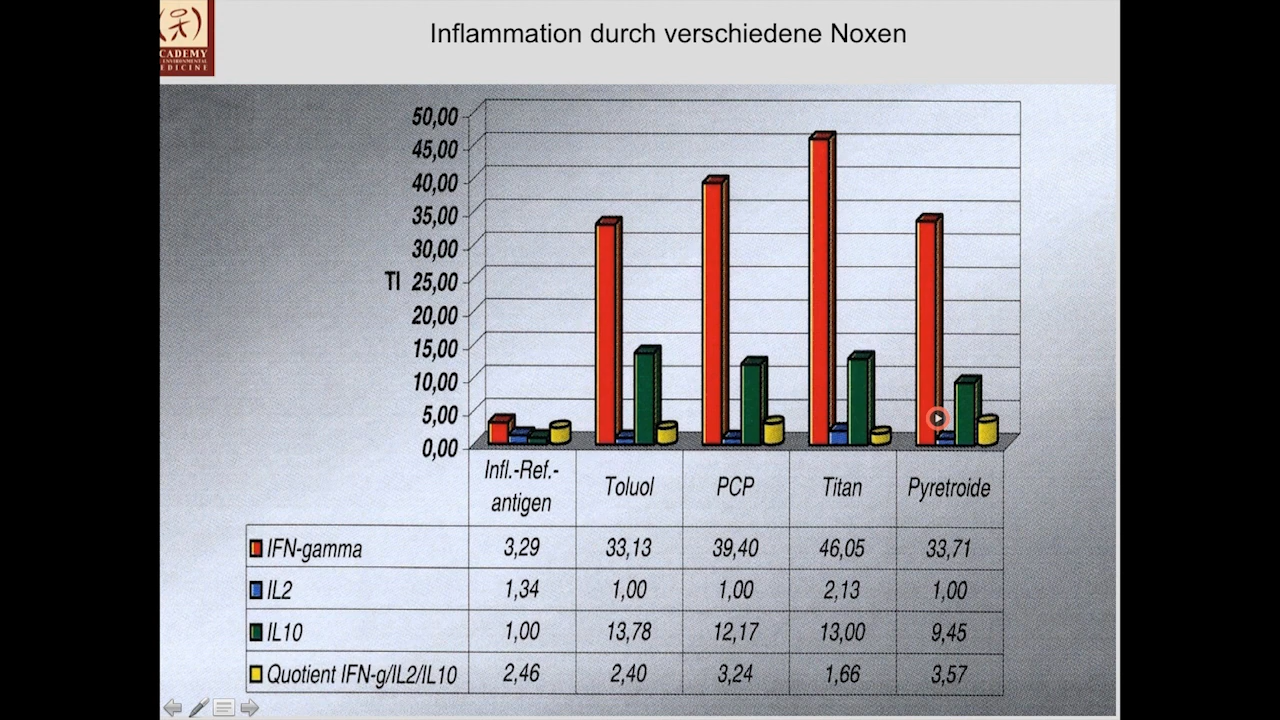 Inflammation durch verschiedene Noxen
CADEMY
ENVIRONMENTAL
EDICINE
50,00
45,00
40,00
35,00
30,00
TI 25,00
20,00
15,00
10,00
5,00
0,00
Infl.-Ref.-
antigen Toluol PCP Titan Pyretroide
IFN-gamma 3,29 33,13 39,40 46,05 33,71
IL2 1,34 1,00 1,00 2,13 1,00
IL10 1,00 13,78 12,17 13,00 9,45
Quotient IFN-g/IL2/IL10 2,46 2,40 3,24 1,66 3,57